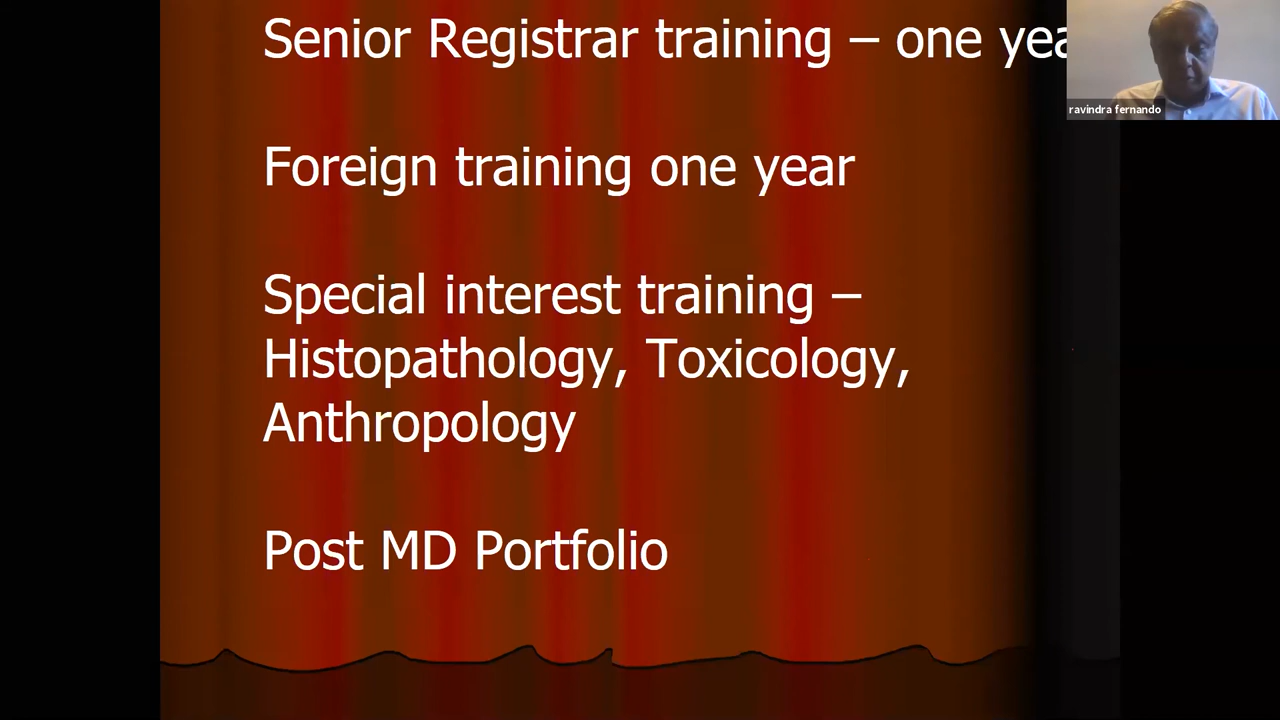 Senior Registrar training – one yea
ravindra fernando
Foreign training one year
Special interest training –
Histopathology, Toxicology,
Anthropology
Post MD Portfolio